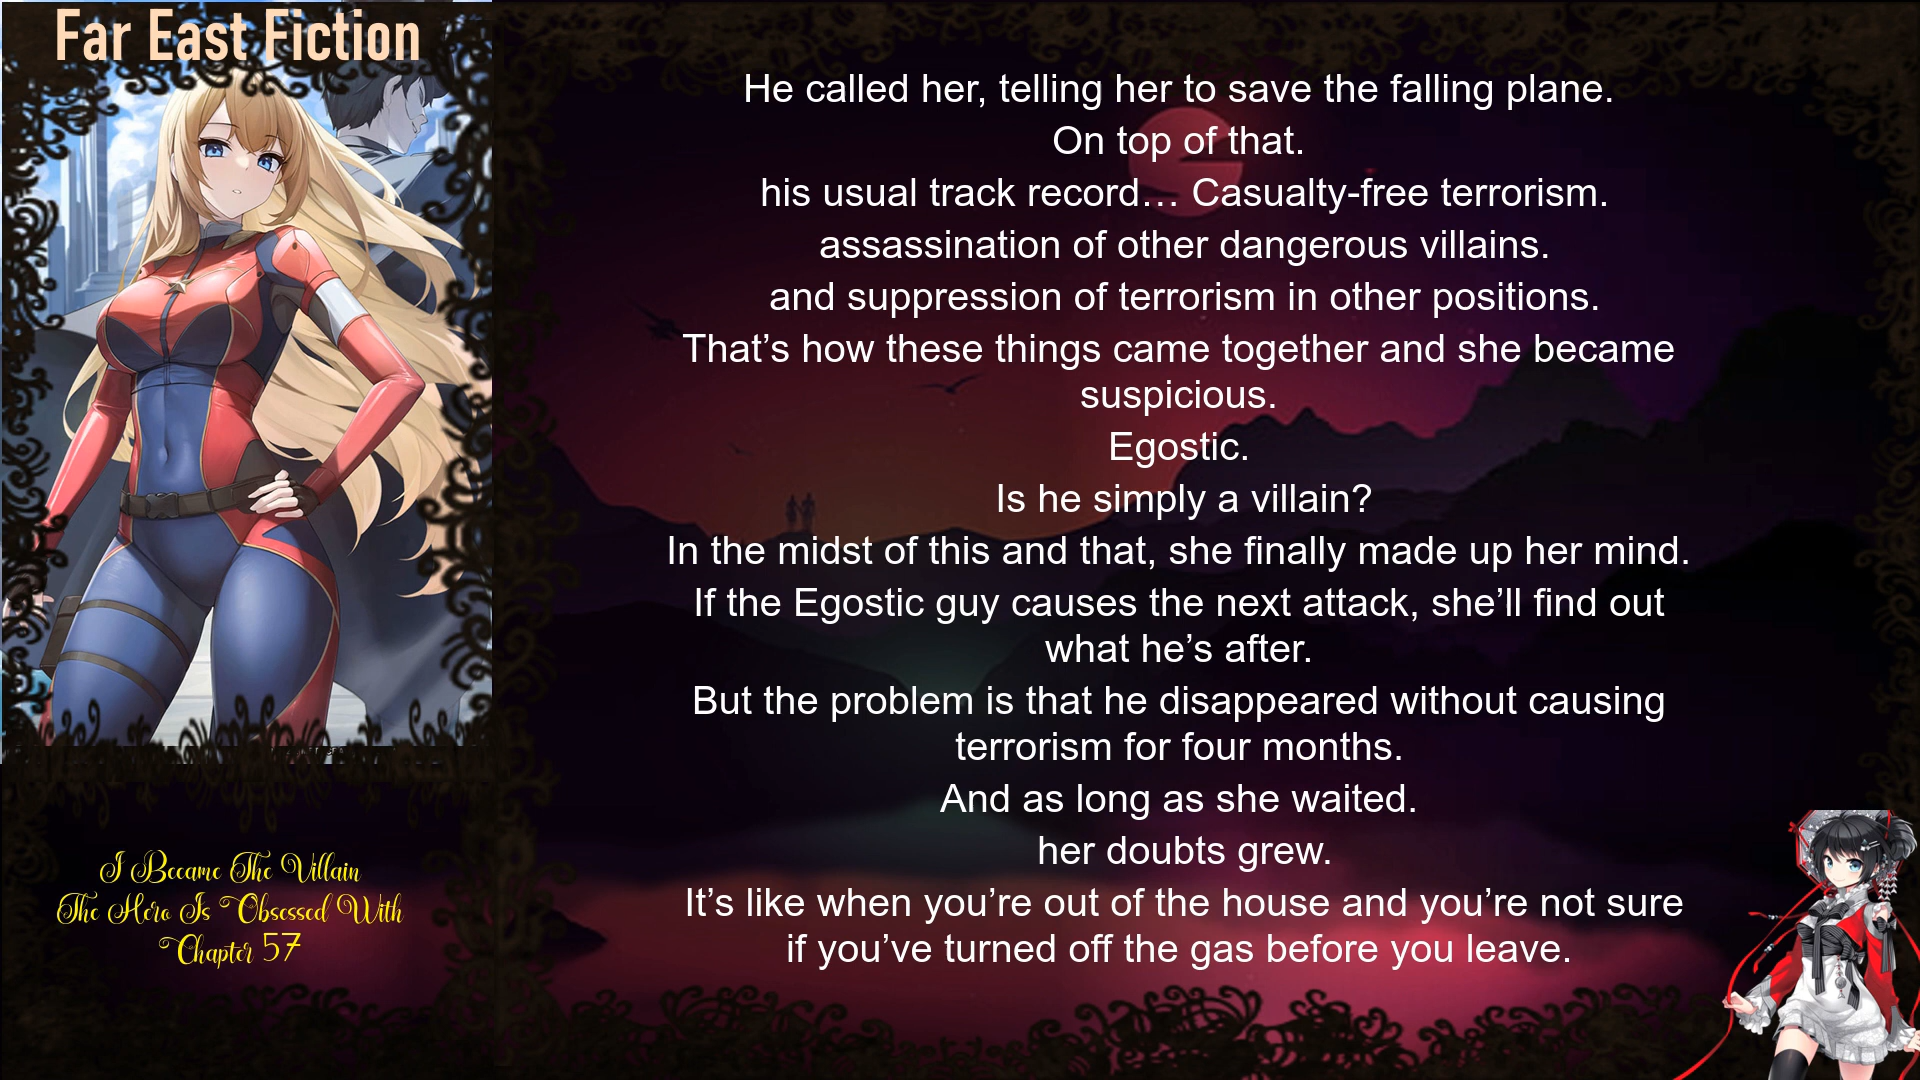 Far East Fiction
He called her, telling her to save the falling plane.
On top of that.
his usual track record… Casualty-free terrorism.
assassination of other dangerous villains.
and suppression of terrorism in other positions.
That’s how these things came together and she became
suspicious.
Egostic.
Is he simply a villain?
In the midst of this and that, she finally made up her mind.
If the Egostic guy causes the next attack, she’ll find out
what he’s after.
But the problem is that he disappeared without causing
terrorism for four months.
And as long as she waited.
her doubts grew.
It’s like when you’re out of the house and you’re not sure
if you’ve turned off the gas before you leave.
I Became The Villain
The Hero Is Obsessed With
Chapter 57